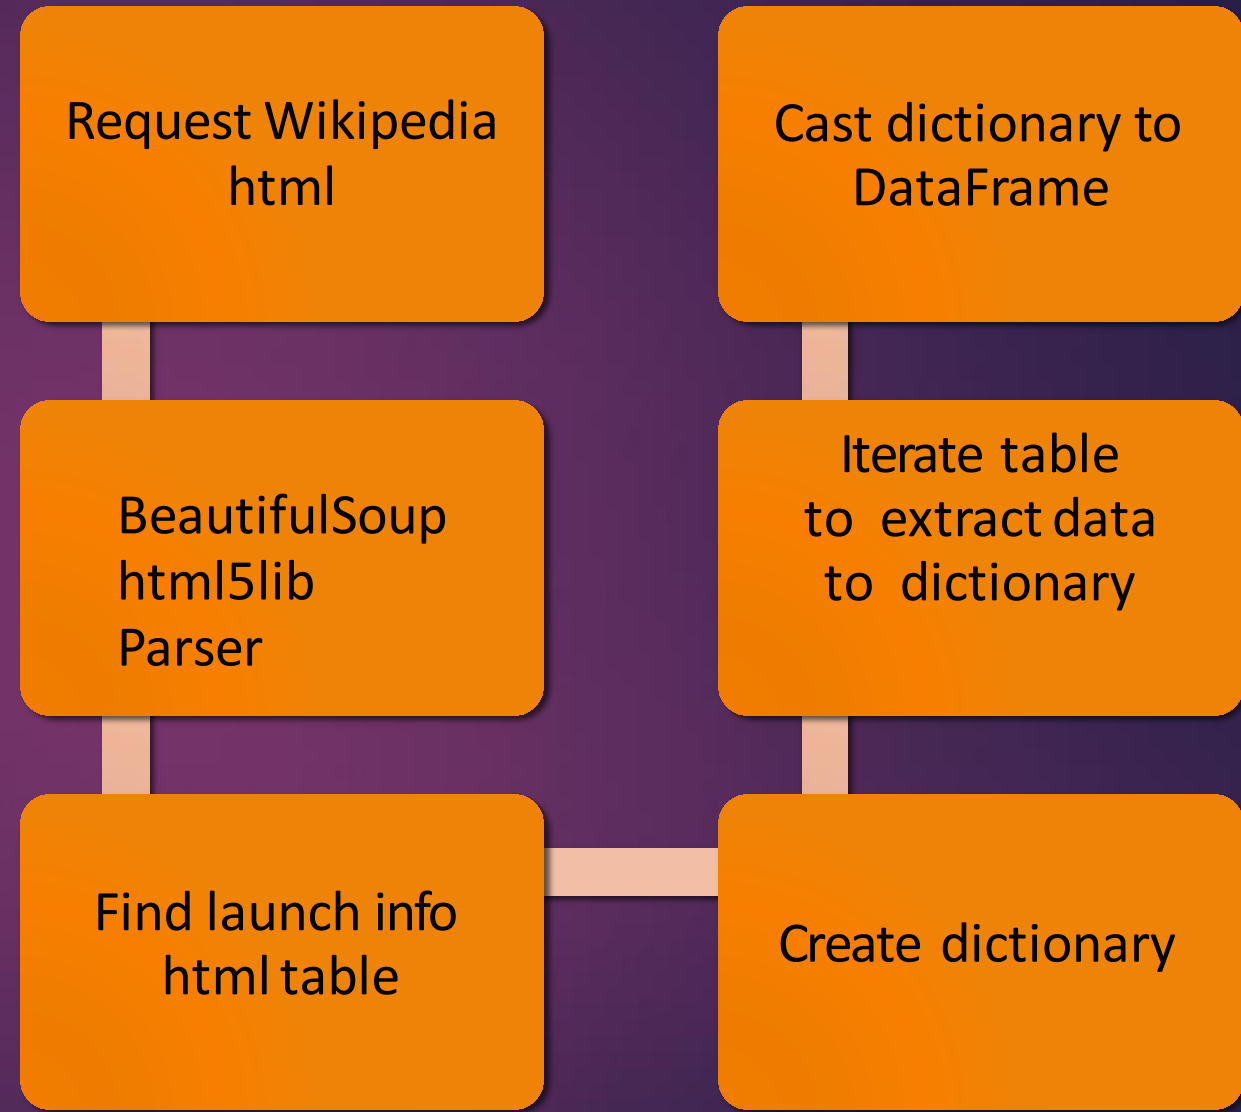 Request Wikipedia
html
BeautifulSoup
html5lib
Parser
Find launch info
html table
Create dictionary
Iterate table
to extract data
to dictionary
Cast dictionary to
DataFrame